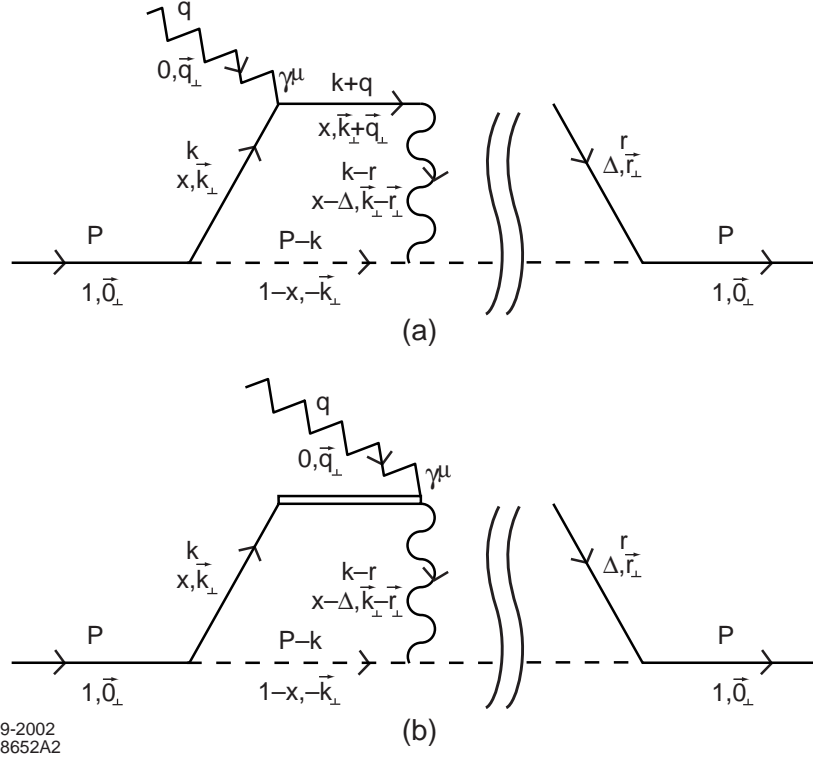 q
0,q⃗⊥
γμ
k+q
x,k⃗⊥+q⃗⊥
k
x,k⃗⊥
k–r
x–Δ,k⃗⊥–r⃗⊥
r
Δ,r⃗⊥
P
P–k
P
1,0⃗⊥
1–x,–k⃗⊥
1,0⃗⊥
(a)
q
0,q⃗⊥
γμ
k
x,k⃗⊥
k–r
x–Δ,k⃗⊥–r⃗⊥
r
Δ,r⃗⊥
P
P–k
P
1,0⃗⊥
1–x,–k⃗⊥
1,0⃗⊥
(b)
9-2002
8652A2